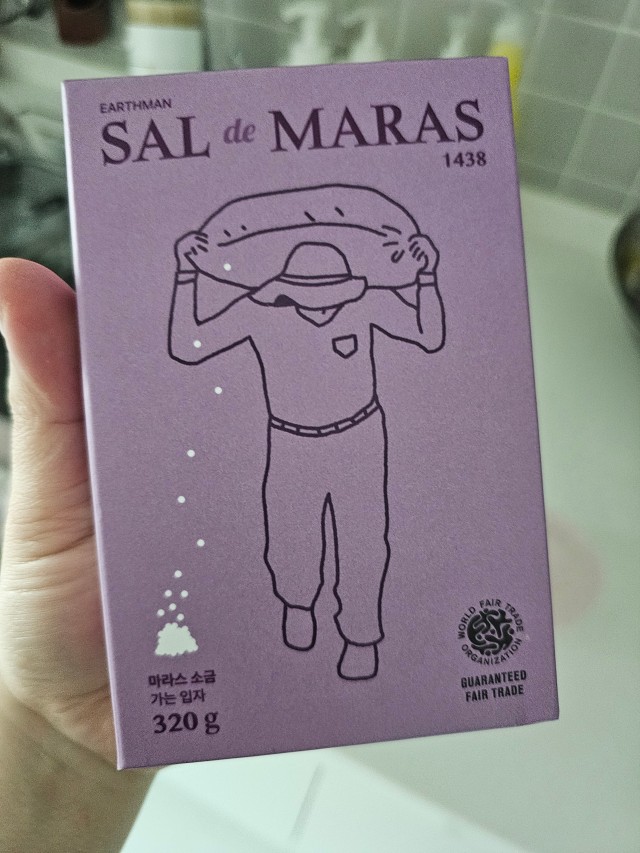 EARTHMAN
SAL de MARAS
1438
마라스 소금
가는 입자
320 g
WORLD FAIR TRADE
ORGANIZATION
GUARANTEED
FAIR TRADE